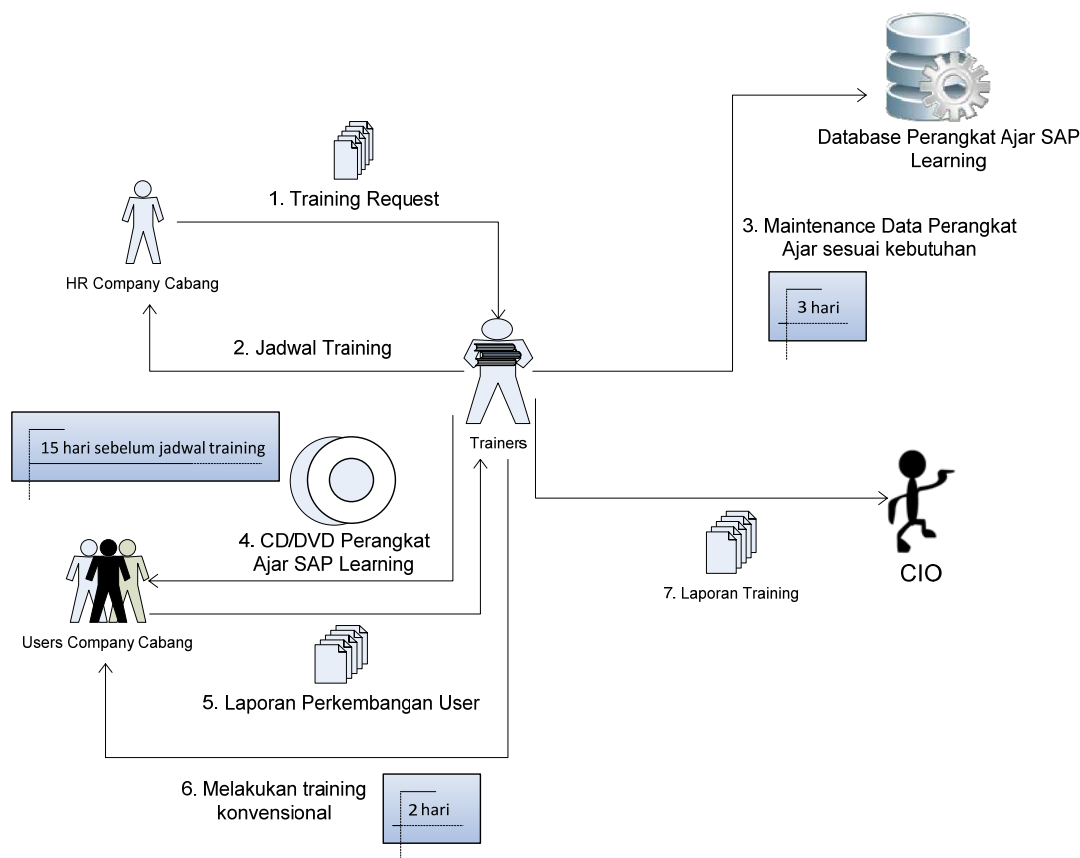 Database Perangkat Ajar SAP
Learning
1. Training Request
3. Maintenance Data Perangkat
Ajar sesuai kebutuhan
HR Company Cabang
3 hari
2. Jadwal Training
15 hari sebelum jadwal training
Trainers
4. CD/DVD Perangkat
Ajar SAP Learning
CIO
7. Laporan Training
Users Company Cabang
5. Laporan Perkembangan User
6. Melakukan training
konvensional
2 hari